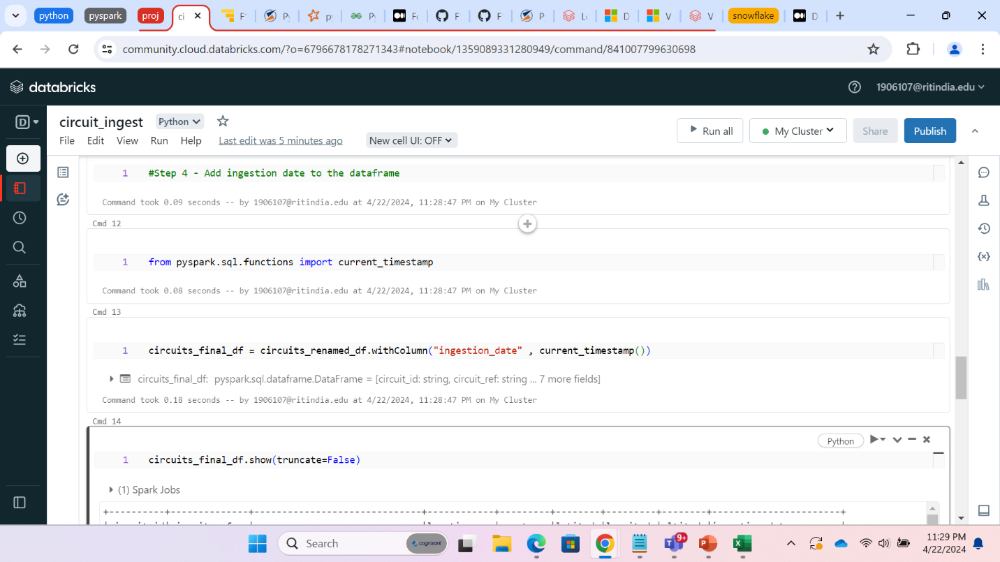 python
pyspark
proj
ci
snowflake
community.cloud.databricks.com/?o=6796678178271343#notebook/1359089331280949/command/841007799630698
databricks
1906107@ritindia.edu
circuit_ingest
Python
File Edit View Run Help Last edit was 5 minutes ago New cell UI: OFF
Run all
My Cluster
Share
Publish
1 #Step 4 - Add ingestion date to the dataframe
Command took 0.09 seconds -- by 1906107@ritindia.edu at 4/22/2024, 11:28:47 PM on My Cluster
Cmd 12
1 from pyspark.sql.functions import current_timestamp
Command took 0.08 seconds -- by 1906107@ritindia.edu at 4/22/2024, 11:28:47 PM on My Cluster
Cmd 13
1 circuits_final_df = circuits_renamed_df.withColumn("ingestion_date" , current_timestamp())
circuits_final_df: pyspark.sql.dataframe.DataFrame = [circuit_id: string, circuit_ref: string ... 7 more fields]
Command took 0.18 seconds -- by 1906107@ritindia.edu at 4/22/2024, 11:28:47 PM on My Cluster
Cmd 14
Python
1 circuits_final_df.show(truncate=False)
(1) Spark Jobs
Search
cognizant
9+
11:29 PM
4/22/2024